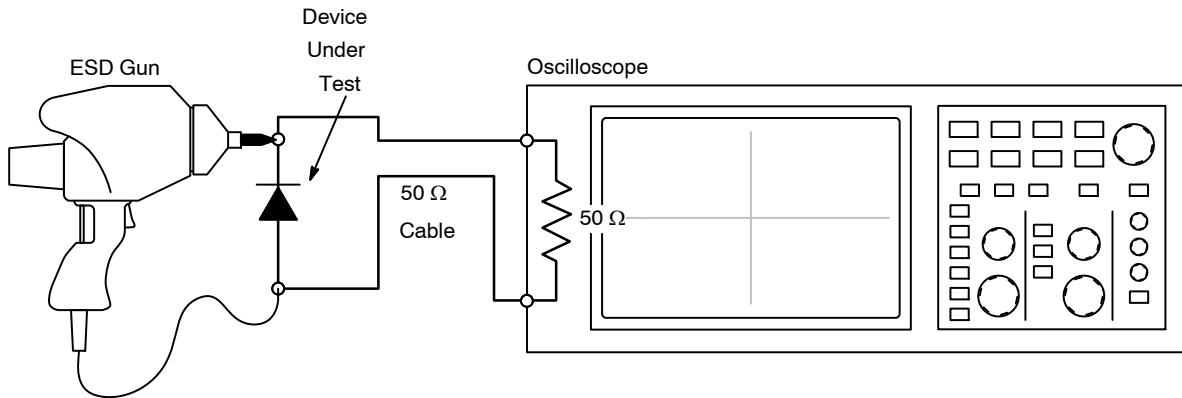 Device
Under
Test
ESD Gun
Oscilloscope
50 Ω
Cable
50 Ω